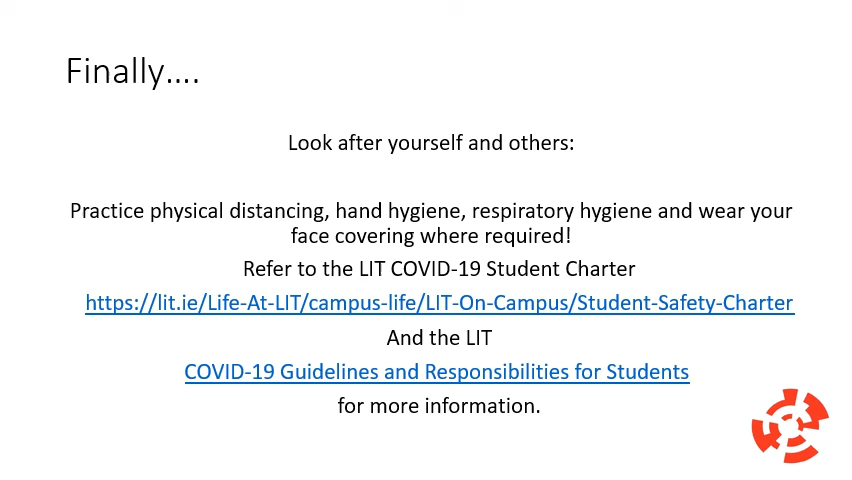 Finally….
Look after yourself and others:
Practice physical distancing, hand hygiene, respiratory hygiene and wear your
face covering where required!
Refer to the LIT COVID-19 Student Charter
https://lit.ie/Life-At-LIT/campus-life/LIT-On-Campus/Student-Safety-Charter
And the LIT
COVID-19 Guidelines and Responsibilities for Students
for more information.